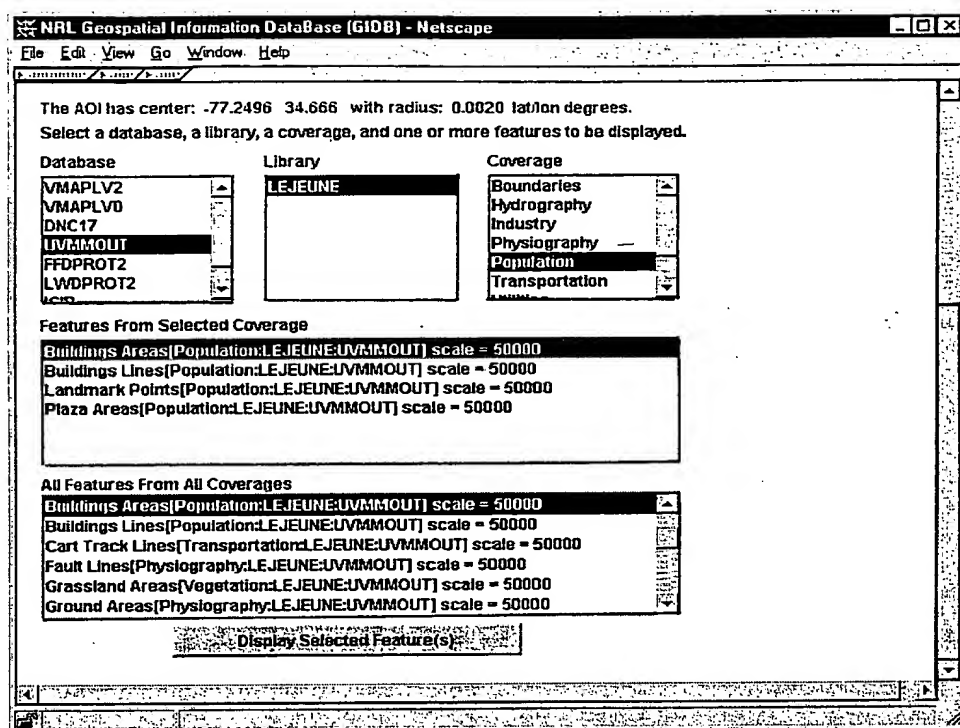 NRL Geospatial Information DataBase (GIDB) - Netscape
File Edit View Go Window Help
The AOI has center: -77.2496 34.666 with radius: 0.0020 lat/lon degrees.
Select a database, a library, a coverage, and one or more features to be displayed.
Database Library Coverage
VMAPLV2
VMAPLV0
DNC17
UVMMOUT
FFDPROT2
LWDPROT2
LEJEUNE
Boundaries
Hydrography
Industry
Physiography
Population
Transportation
Features From Selected Coverage
Buildings Areas[Population:LEJEUNE:UVMMOUT] scale = 50000
Buildings Lines[Population:LEJEUNE:UVMMOUT] scale = 50000
Landmark Points[Population:LEJEUNE:UVMMOUT] scale = 50000
Plaza Areas[Population:LEJEUNE:UVMMOUT] scale = 50000
All Features From All Coverages
Buildings Areas[Population:LEJEUNE:UVMMOUT] scale = 50000
Buildings Lines[Population:LEJEUNE:UVMMOUT] scale = 50000
Cart Track Lines[Transportation:LEJEUNE:UVMMOUT] scale = 50000
Fault Lines[Physiography:LEJEUNE:UVMMOUT] scale = 50000
Grassland Areas[Vegetation:LEJEUNE:UVMMOUT] scale = 50000
Ground Areas[Physiography:LEJEUNE:UVMMOUT] scale = 50000
Display Selected Feature(s)